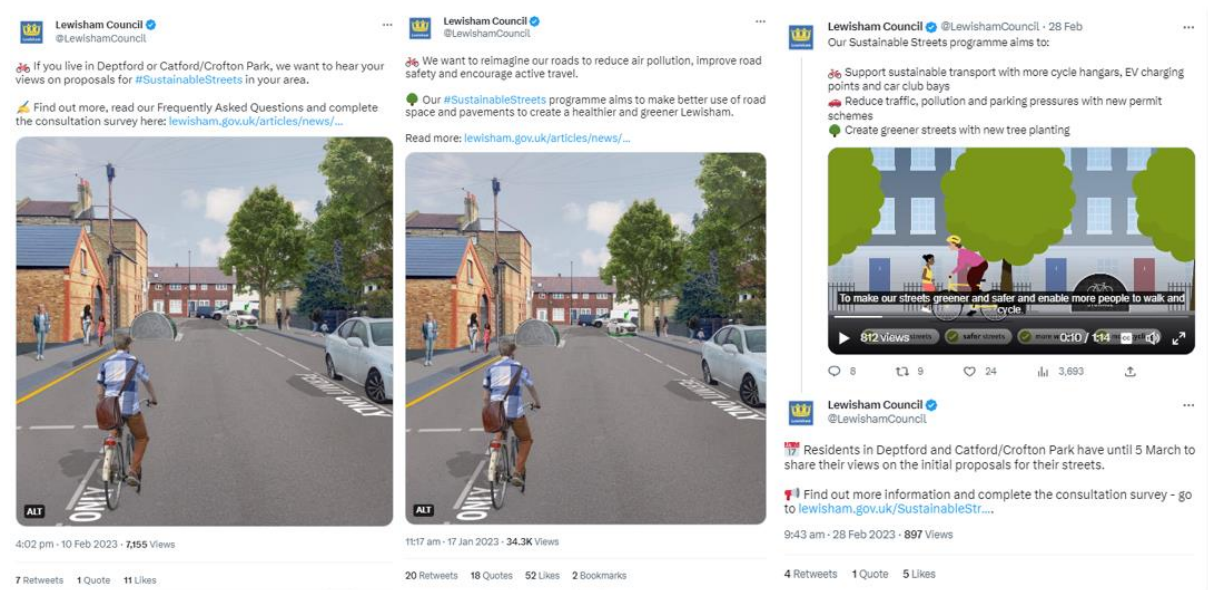 Lewisham Council
@LewishamCouncil
🚲 If you live in Deptford or Catford/Crofton Park, we want to hear your
views on proposals for #SustainableStreets in your area.
✍️ Find out more, read our Frequently Asked Questions and complete
the consultation survey here: lewisham.gov.uk/articles/news/...
PERMIT ONLY
ONLY
ALT
4:02 pm · 10 Feb 2023 · 7,155 Views
7 Retweets 1 Quote 11 Likes
Lewisham Council
@LewishamCouncil
🚲 We want to reimagine our roads to reduce air pollution, improve road
safety and encourage active travel.
🌳 Our #SustainableStreets programme aims to make better use of road
space and pavements to create a healthier and greener Lewisham.
Read more: lewisham.gov.uk/articles/news/...
PERMIT ONLY
ONLY
ALT
11:17 am · 17 Jan 2023 · 34.3K Views
20 Retweets 18 Quotes 52 Likes 2 Bookmarks
Lewisham Council @LewishamCouncil · 28 Feb
Our Sustainable Streets programme aims to:
🚲 Support sustainable transport with more cycle hangars, EV charging
points and car club bays
🚗 Reduce traffic, pollution and parking pressures with new permit
schemes
🌳 Create greener streets with new tree planting
To make our streets greener and safer and enable more people to walk and
cycle
812 views streets safer streets more 0:10 / 1:14
8 9 24 3,693
Lewisham Council
@LewishamCouncil
📅 Residents in Deptford and Catford/Crofton Park have until 5 March to
share their views on the initial proposals for their streets.
📢 Find out more information and complete the consultation survey - go
to lewisham.gov.uk/SustainableStr....
9:43 am · 28 Feb 2023 · 897 Views
4 Retweets 1 Quote 5 Likes